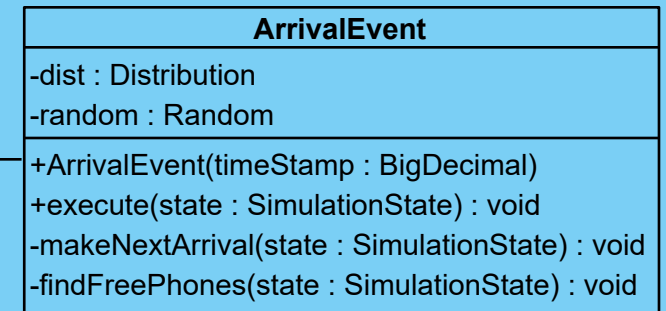 ArrivalEvent
-dist : Distribution
-random : Random
+ArrivalEvent(timeStamp : BigDecimal)
+execute(state : SimulationState) : void
-makeNextArrival(state : SimulationState) : void
-findFreePhones(state : SimulationState) : void